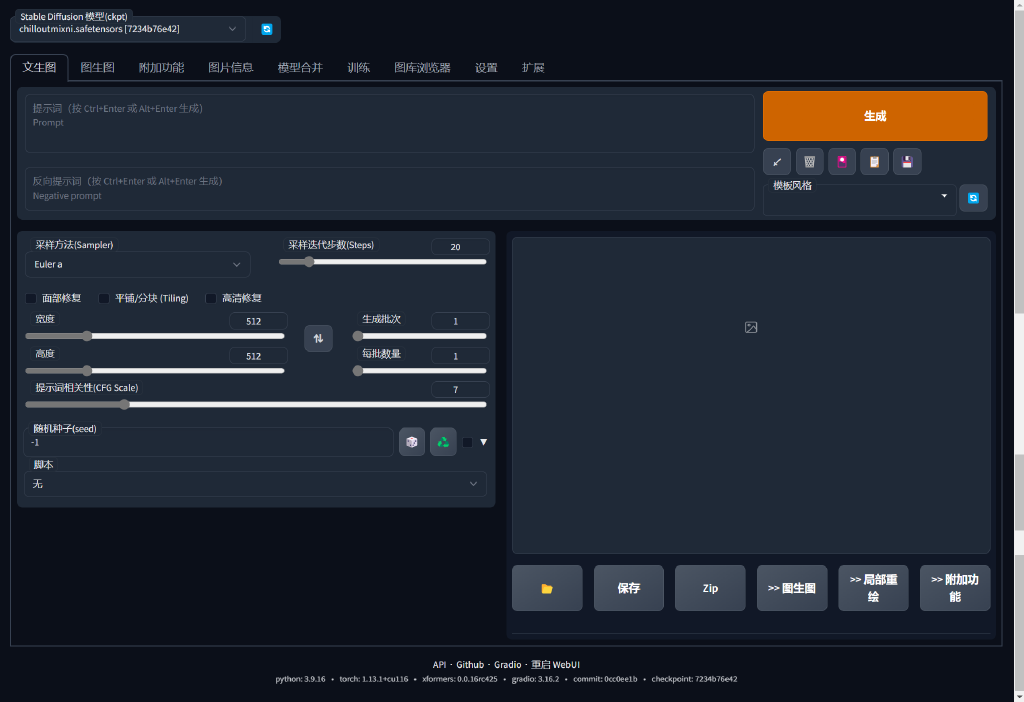 Stable Diffusion 模型(ckpt)
chilloutmixni.safetensors [7234b76e42]
文生图 图生图 附加功能 图片信息 模型合并 训练 图库浏览器 设置 扩展
提示词（按 Ctrl+Enter 或 Alt+Enter 生成）
Prompt
生成
反向提示词（按 Ctrl+Enter 或 Alt+Enter 生成）
Negative prompt
模板风格
采样方法(Sampler)
Euler a
采样迭代步数(Steps) 20
面部修复 平铺/分块 (Tiling) 高清修复
宽度 512
生成批次 1
高度 512
每批数量 1
提示词相关性(CFG Scale) 7
随机种子(seed)
-1
脚本
无
保存 Zip >> 图生图 >> 局部重绘 >> 附加功能
API · Github · Gradio · 重启 WebUI
python: 3.9.16 • torch: 1.13.1+cu116 • xformers: 0.0.16rc425 • gradio: 3.16.2 • commit: 0cc0ee1b • checkpoint: 7234b76e42